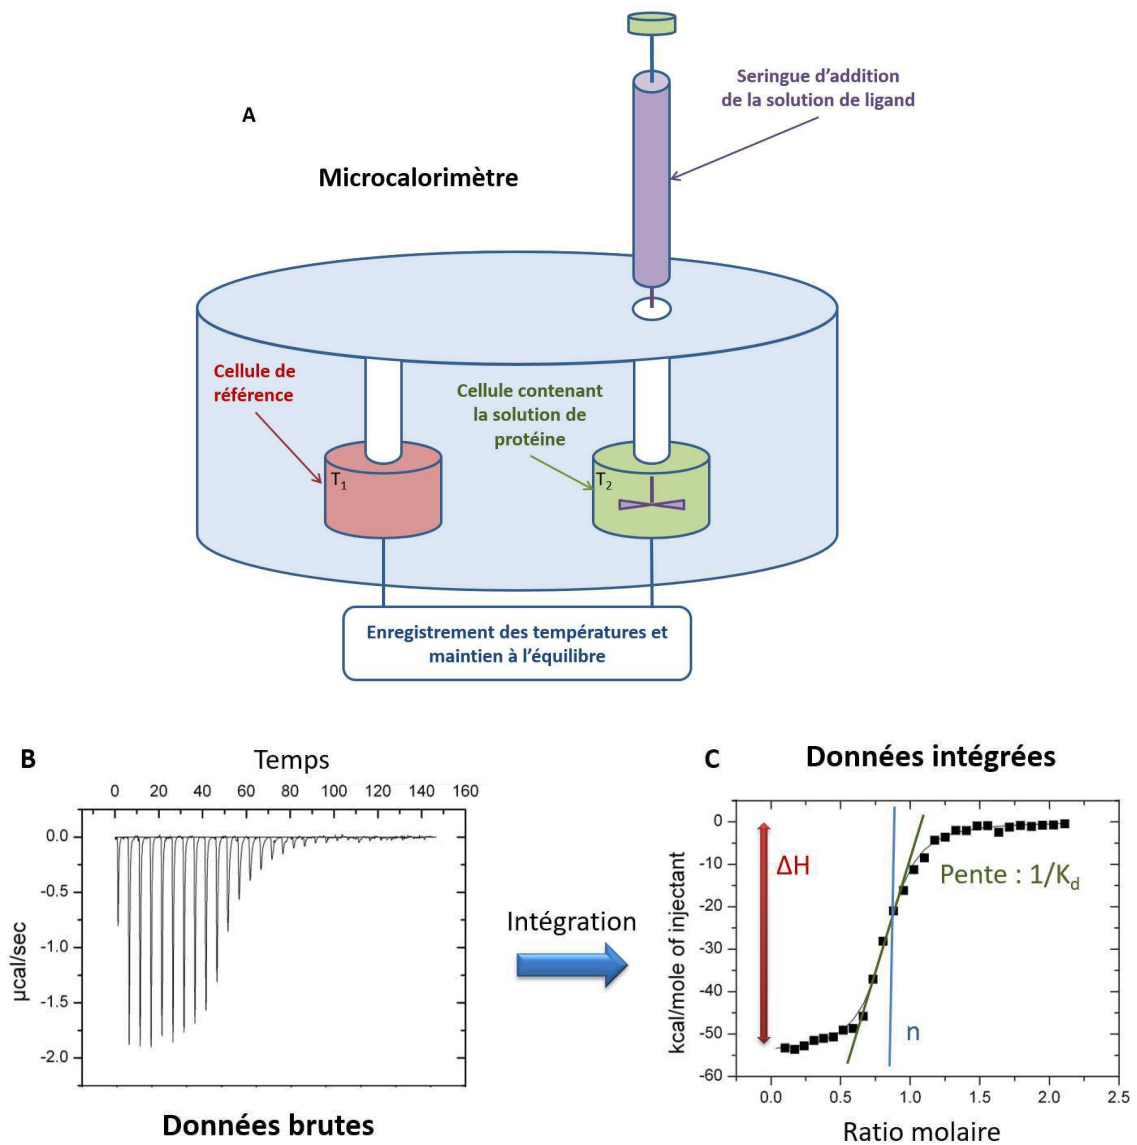 A
Microcalorimètre
Seringue d’addition
de la solution de ligand
Cellule de
référence
Cellule contenant
la solution de
protéine
T₁
T₂
Enregistrement des températures et
maintien à l’équilibre
B
Temps
0 20 40 60 80 100 120 140 160
0.0
-0.5
-1.0
-1.5
-2.0
µcal/sec
Données brutes
Intégration
C
Données intégrées
0
-10
-20
-30
-40
-50
-60
kcal/mole of injectant
ΔH
Pente : 1/K_d
n
0.0 0.5 1.0 1.5 2.0 2.5
Ratio molaire